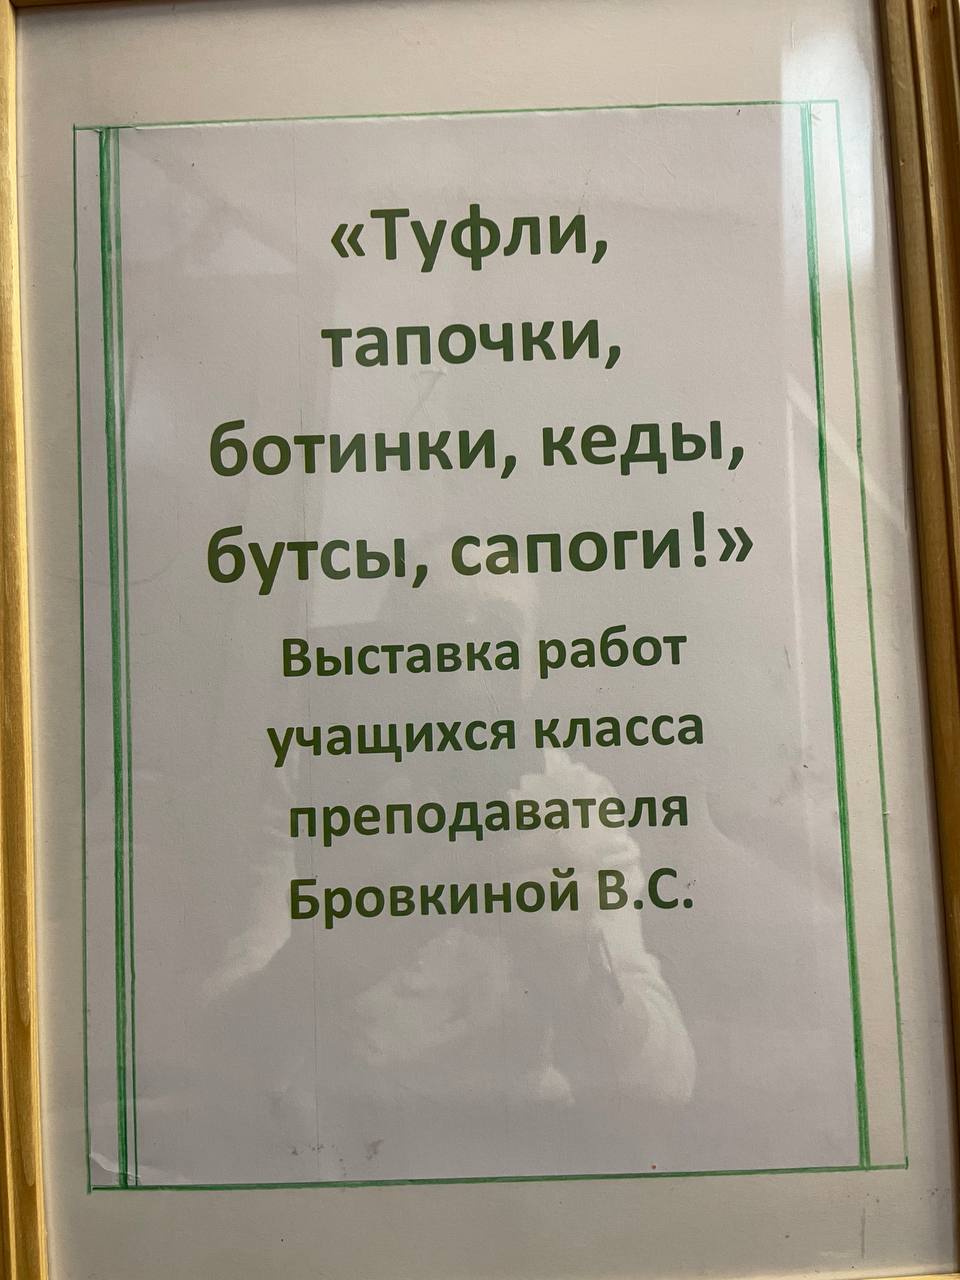 «Туфли,
тапочки,
ботинки, кеды,
бутсы, сапоги!»
Выставка работ
учащихся класса
преподавателя
Бровкиной В.С.